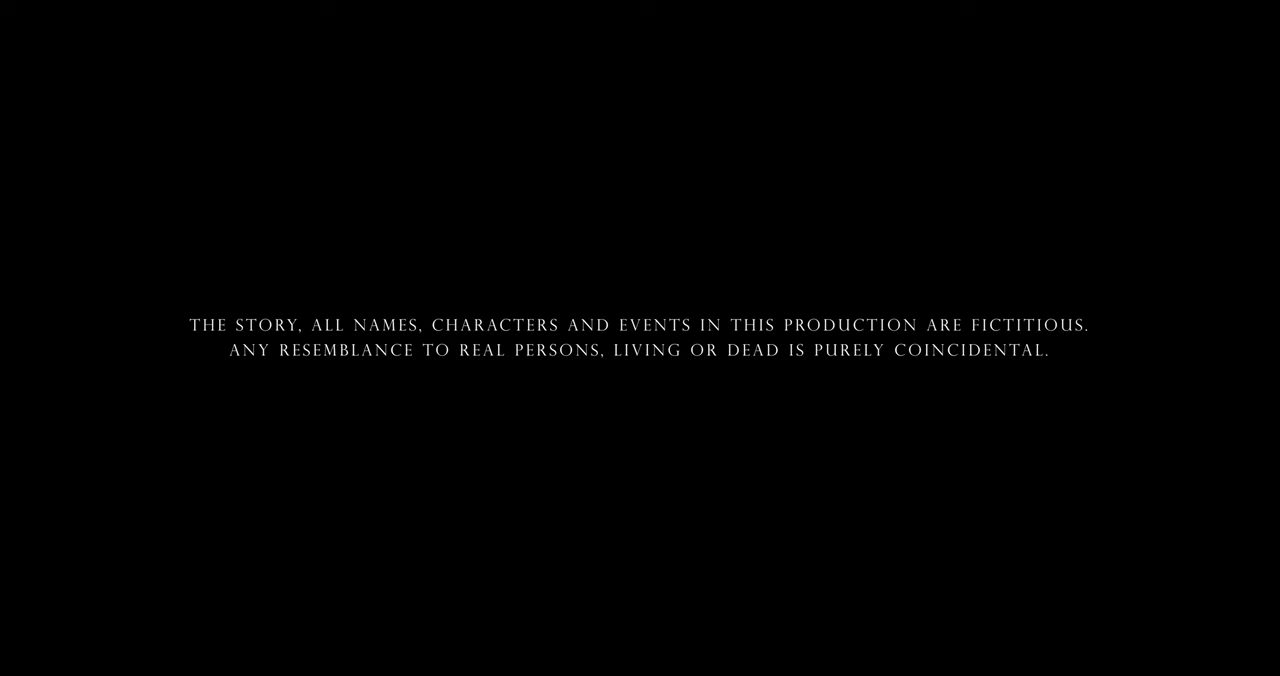 THE STORY, ALL NAMES, CHARACTERS AND EVENTS IN THIS PRODUCTION ARE FICTITIOUS.
ANY RESEMBLANCE TO REAL PERSONS, LIVING OR DEAD IS PURELY COINCIDENTAL.